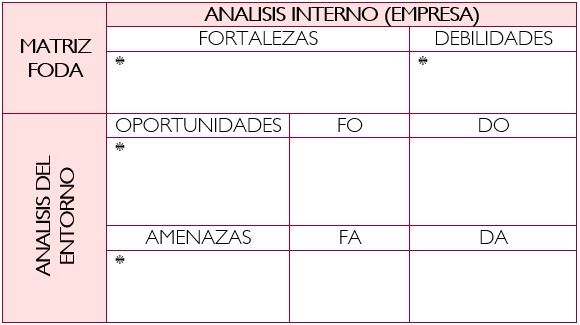 MATRIZ
FODA
ANALISIS INTERNO (EMPRESA)
FORTALEZAS
DEBILIDADES
*
*
ANALISIS DEL
ENTORNO
OPORTUNIDADES
FO
DO
*
AMENAZAS
FA
DA
*